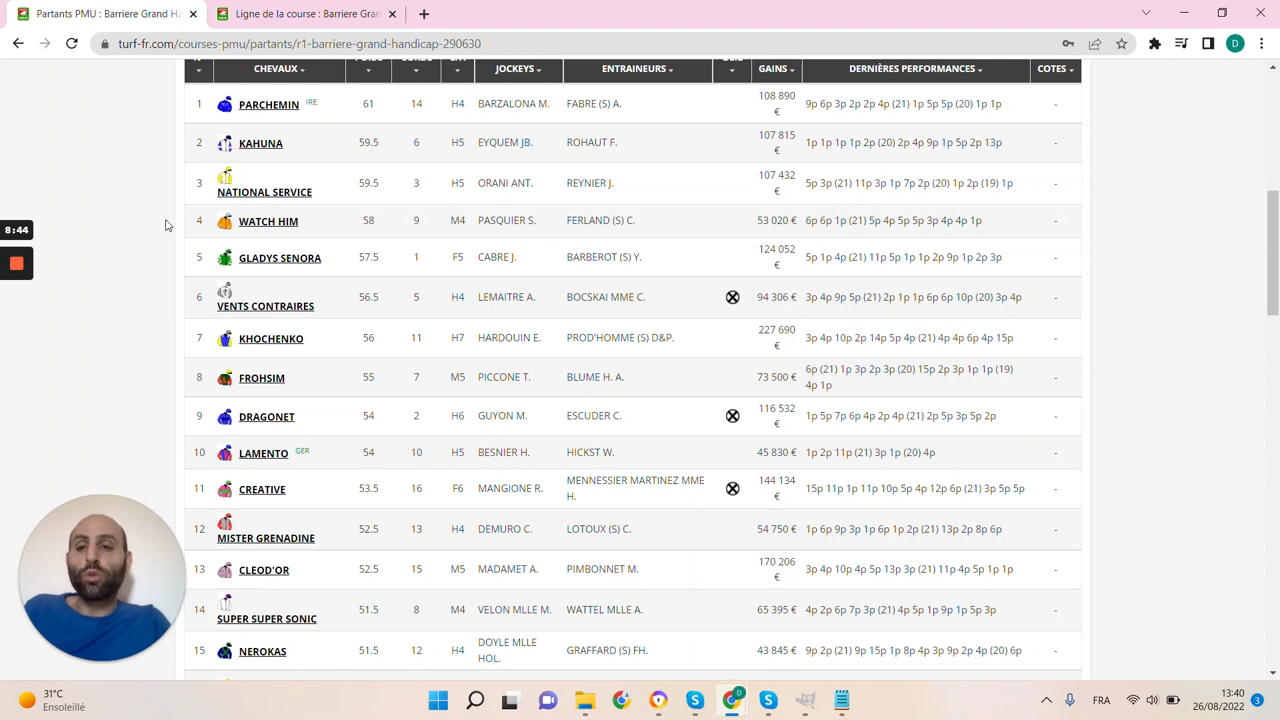 Partants PMU : Barriere Grand Ha
Ligne de la course : Barriere Gran
turf-fr.com/courses-pmu/partants/r1-barriere-grand-handicap-290630
D
CHEVAUX JOCKEYS ENTRAINEURS GAINS DERNIÈRES PERFORMANCES COTES
1 PARCHEMIN IRE 61 14 H4 BARZALONA M. FABRE (S) A. 108 890 € 9p 6p 3p 2p 2p 4p (21) 1p 5p 5p (20) 1p 1p -
2 KAHUNA 59.5 6 H5 EYQUEM JB. ROHAUT F. 107 815 € 1p 1p 1p 1p 2p (20) 2p 4p 9p 1p 5p 2p 13p -
3 NATIONAL SERVICE 59.5 3 H5 ORANI ANT. REYNIER J. 107 432 € 5p 3p (21) 11p 3p 1p 7p 2p (20) 1p 2p (19) 1p -
4 WATCH HIM 58 9 M4 PASQUIER S. FERLAND (S) C. 53 020 € 6p 6p 1p (21) 5p 4p 5p 5p 3p 4p 4p 1p -
5 GLADYS SENORA 57.5 1 F5 CABRE J. BARBEROT (S) Y. 124 052 € 5p 1p 4p (21) 11p 5p 1p 1p 2p 9p 1p 2p 3p -
6 VENTS CONTRAIRES 56.5 5 H4 LEMAITRE A. BOCSKAI MME C. 94 306 € 3p 4p 9p 5p (21) 2p 1p 1p 6p 6p 10p (20) 3p 4p -
7 KHOCHENKO 56 11 H7 HARDOUIN E. PROD'HOMME (S) D&P. 227 690 € 3p 4p 10p 2p 14p 5p 4p (21) 4p 4p 6p 4p 15p -
8 FROHSIM 55 7 M5 PICCONE T. BLUME H. A. 73 500 € 6p (21) 1p 3p 2p 3p (20) 15p 2p 3p 1p 1p (19) 4p 1p -
9 DRAGONET 54 2 H6 GUYON M. ESCUDER C. 116 532 € 1p 5p 7p 6p 4p 2p 4p (21) 2p 5p 3p 5p 2p -
10 LAMENTO GER 54 10 H5 BESNIER H. HICKST W. 45 830 € 1p 2p 11p (21) 3p 1p (20) 4p -
11 CREATIVE 53.5 16 F6 MANGIONE R. MENNESSIER MARTINEZ MME H. 144 134 € 15p 11p 1p 11p 10p 5p 4p 12p 6p (21) 3p 5p 5p -
12 MISTER GRENADINE 52.5 13 H4 DEMURO C. LOTOUX (S) C. 54 750 € 1p 6p 9p 3p 1p 6p 1p 2p (21) 13p 2p 8p 6p -
13 CLEOD'OR 52.5 15 M5 MADAMET A. PIMBONNET M. 170 206 € 3p 4p 10p 4p 5p 13p 3p (21) 11p 4p 5p 1p 1p -
14 SUPER SUPER SONIC 51.5 8 M4 VELON MLLE M. WATTEL MLLE A. 65 395 € 4p 2p 6p 7p 3p (21) 4p 5p 1p 9p 1p 5p 3p -
15 NEROKAS 51.5 12 H4 DOYLE MLLE HOL. GRAFFARD (S) FH. 43 845 € 9p 2p (21) 9p 15p 1p 8p 4p 3p 9p 2p 4p (20) 6p -
8:44
31°C
Ensoleillé
FRA
13:40
26/08/2022
3